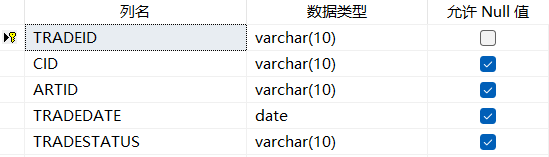 列名 数据类型 允许 Null 值
TRADEID varchar(10)
CID varchar(10)
ARTID varchar(10)
TRADEDATE date
TRADESTATUS varchar(10)